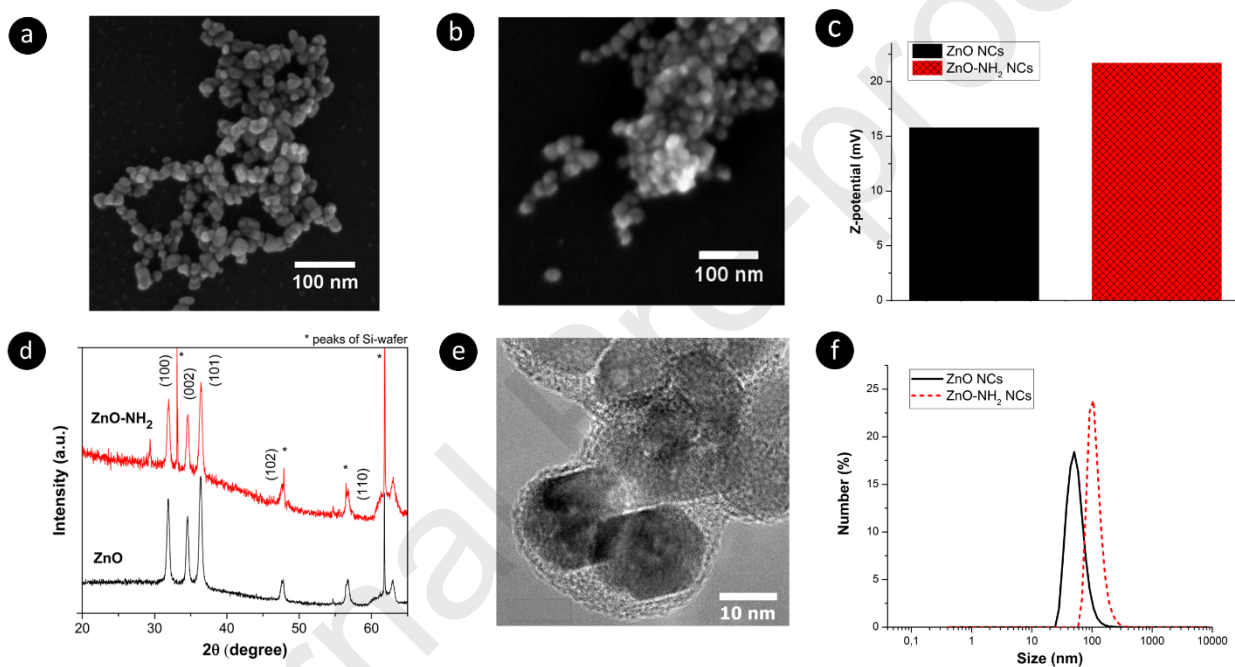 a
100 nm
b
100 nm
c
ZnO NCs
ZnO-NH2 NCs
Z-potential (mV)
20
15
10
5
0
d
* peaks of Si-wafer
(100)
*
(002)
(101)
*
ZnO-NH2
(102)
*
*
(110)
ZnO
Intensity (a.u.)
20 30 40 50 60
2θ (degree)
e
10 nm
f
ZnO NCs
ZnO-NH2 NCs
Number (%)
25
20
15
10
5
0
0,1 1 10 100 1000 10000
Size (nm)